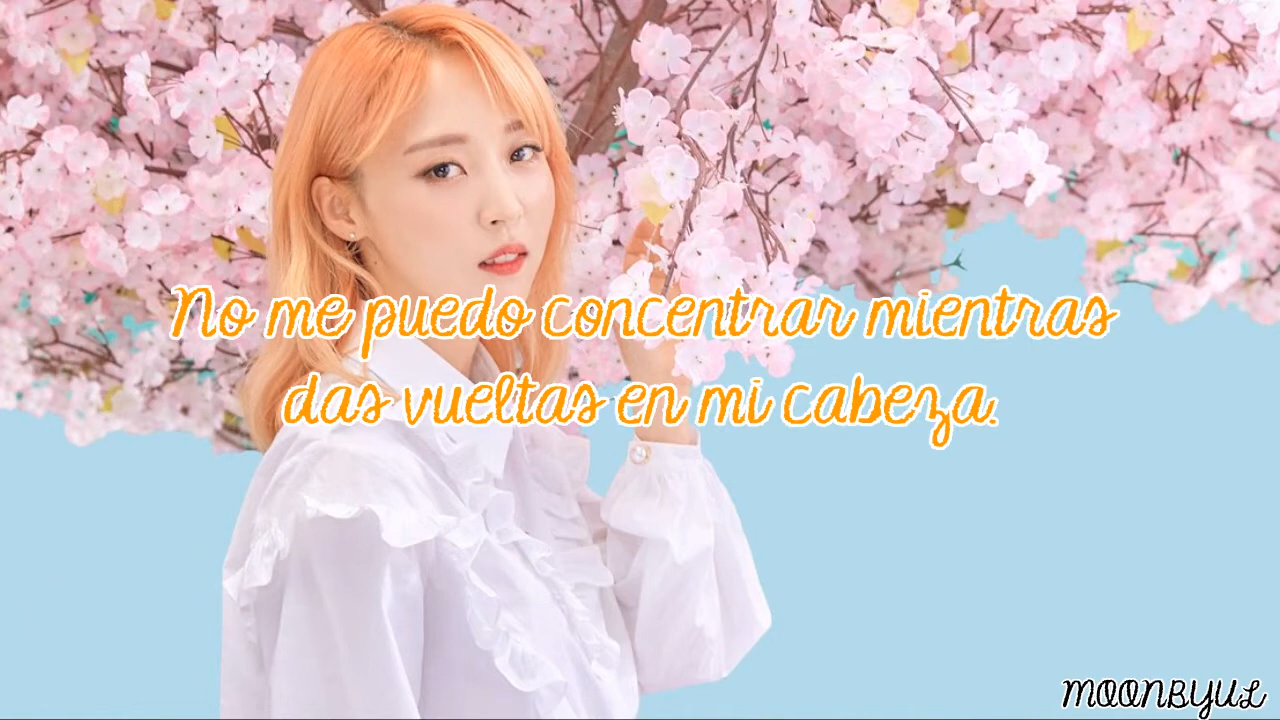 No me puedo concentrar mientras
das vueltas en mi cabeza.
MOONBYUL